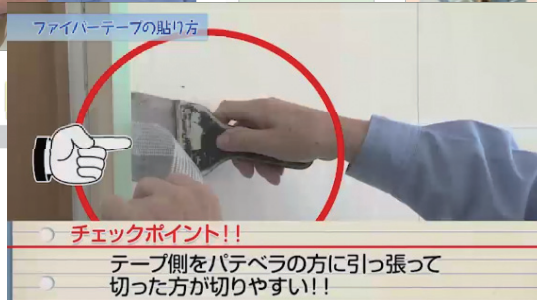 ファイバーテープの貼り方
チェックポイント!!
テープ側をパテベラの方に引っ張って
切った方が切りやすい!!